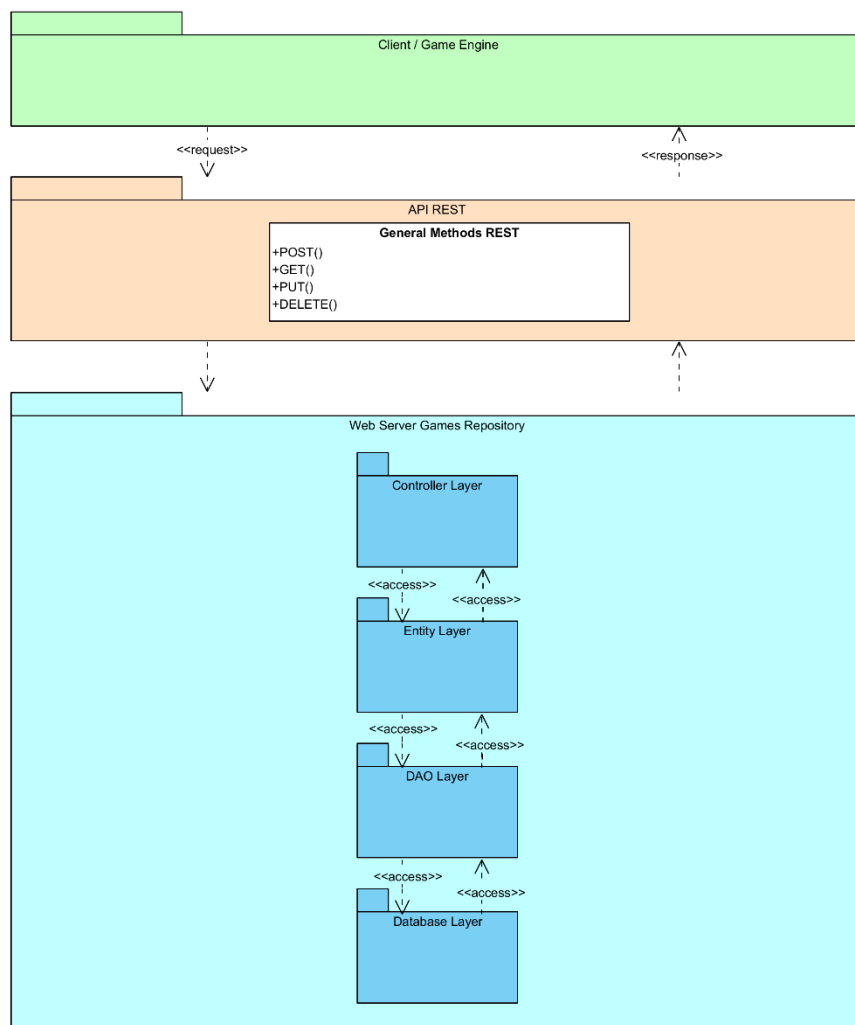 Client / Game Engine
<<request>>
<<response>>
API REST
General Methods REST
+POST()
+GET()
+PUT()
+DELETE()
Web Server Games Repository
Controller Layer
<<access>>
<<access>>
Entity Layer
<<access>>
<<access>>
DAO Layer
<<access>>
<<access>>
Database Layer